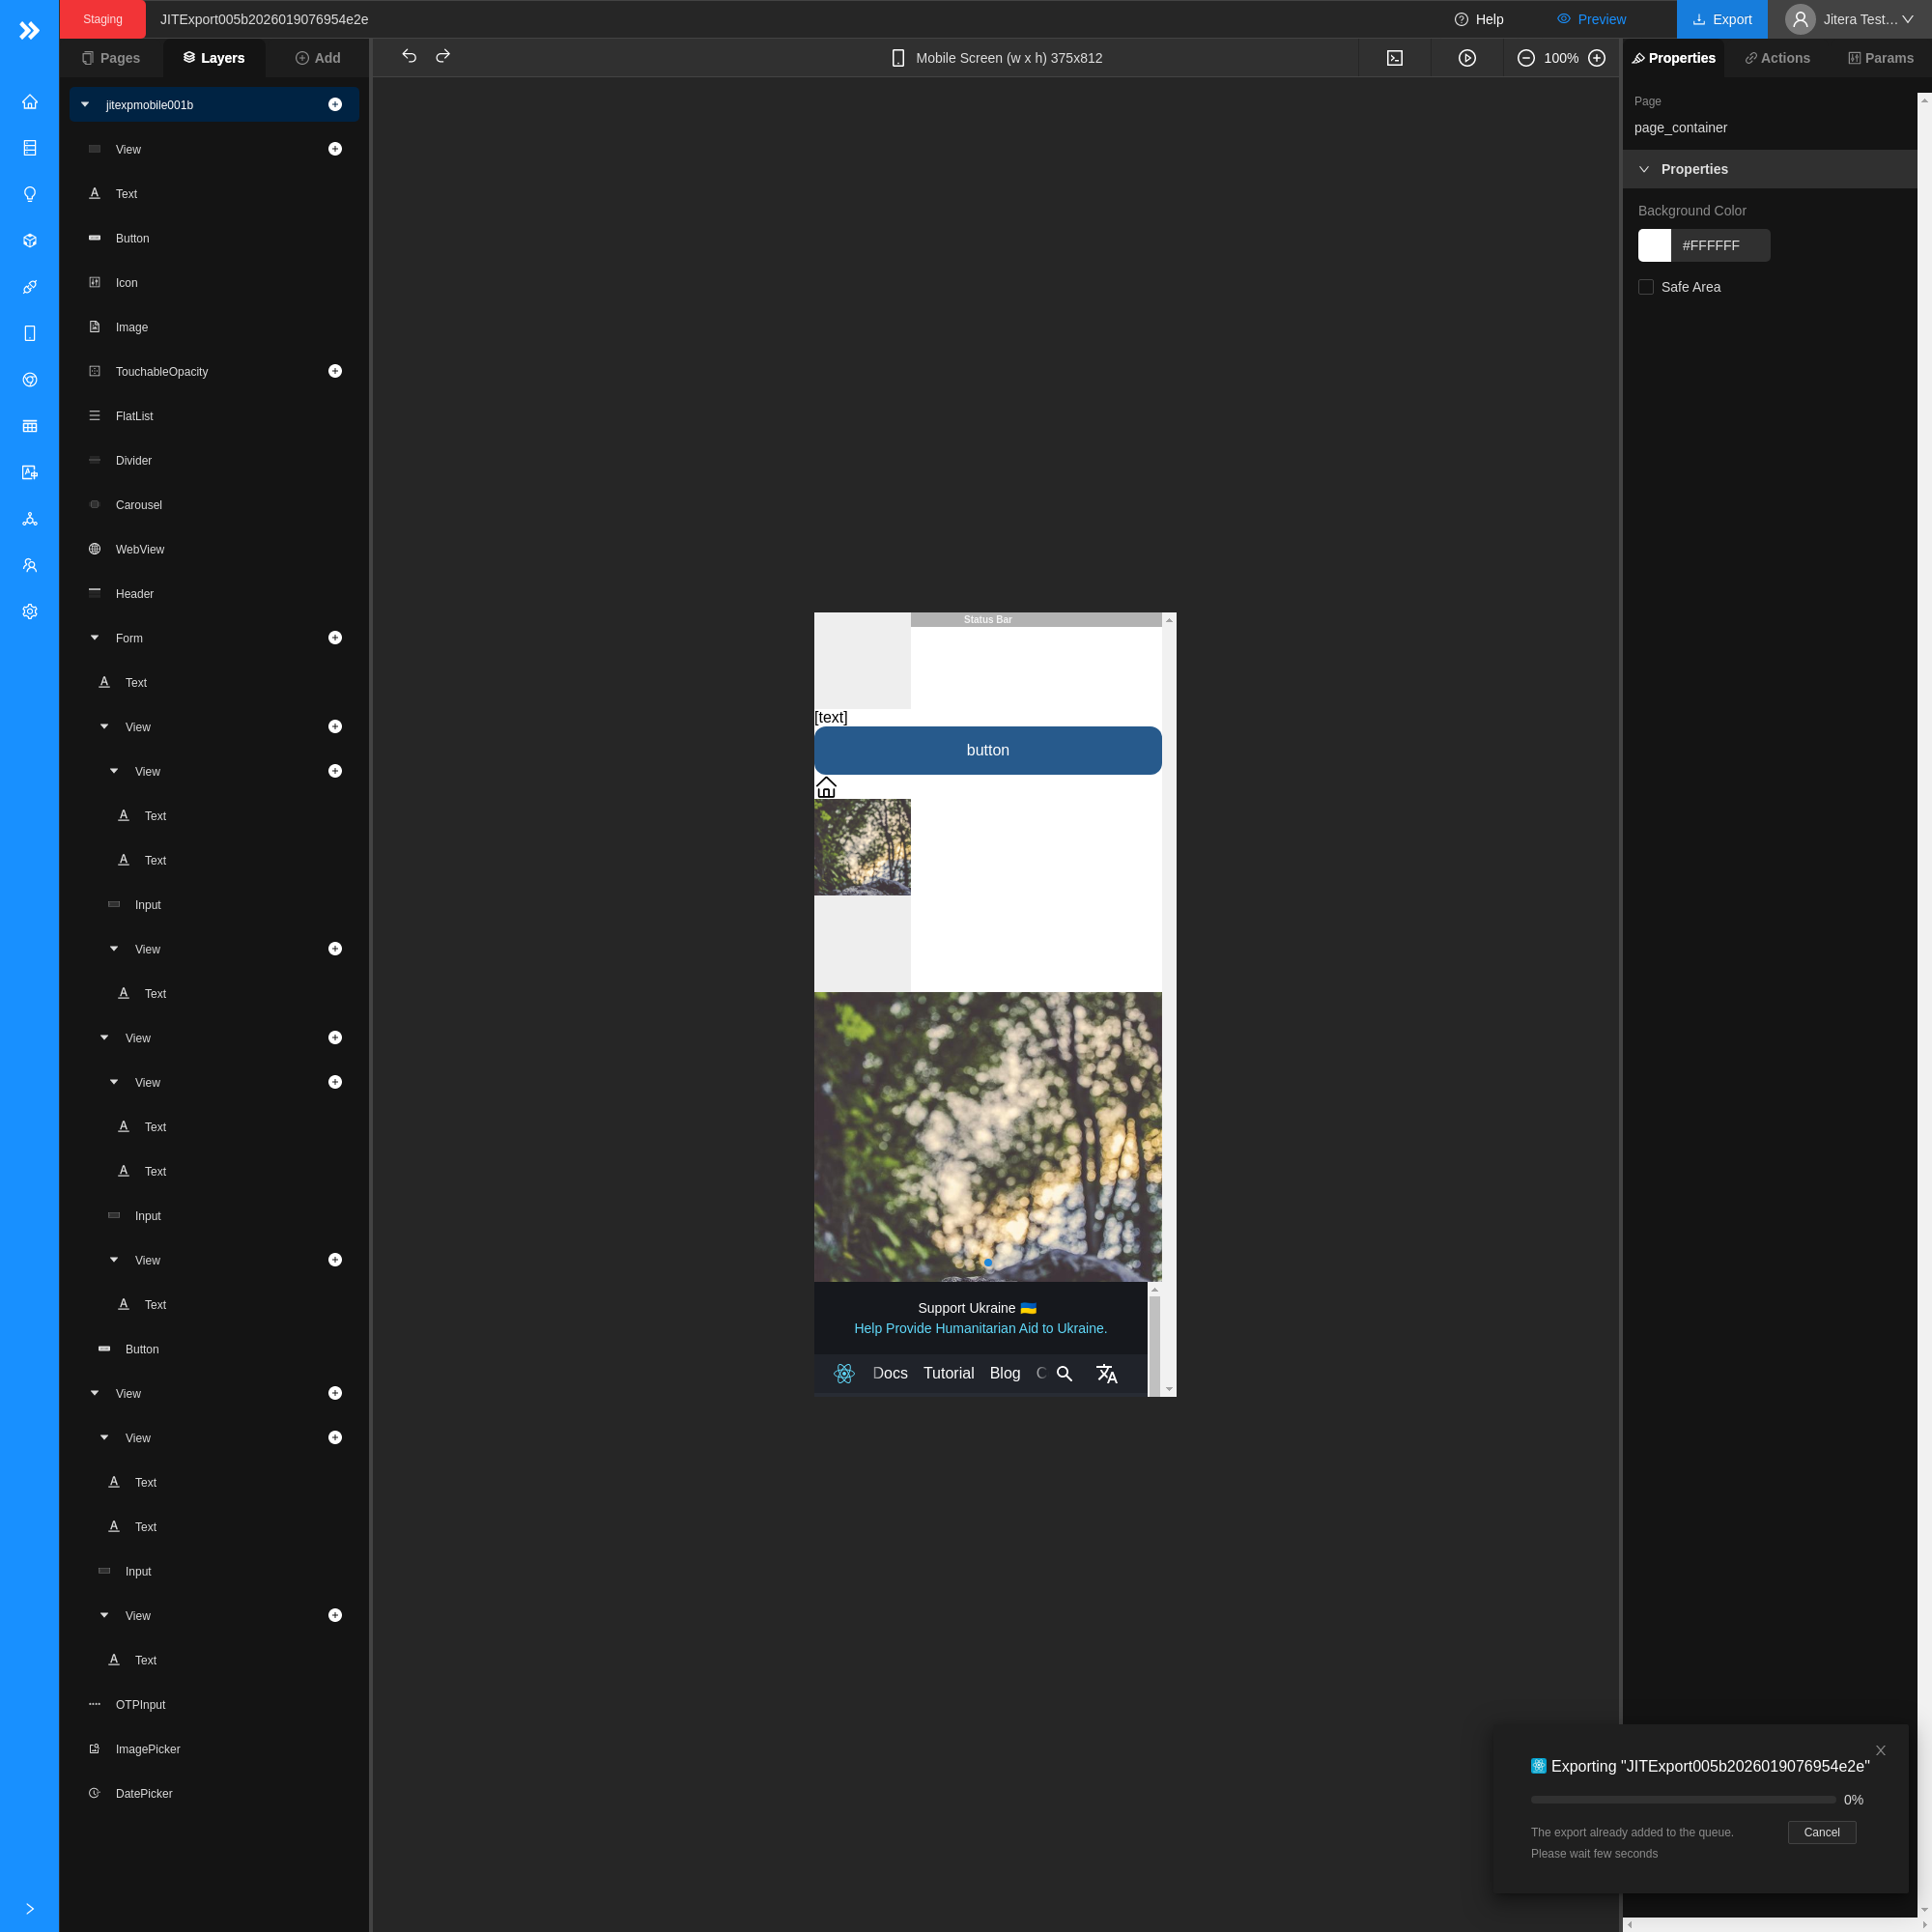 Staging
JITExport005b2026019076954e2e
Help
Preview
Export
Jitera Test...
Pages
Layers
Add
Mobile Screen (w x h) 375x812
100%
Properties
Actions
Params
jitexpmobile001b
View
Text
Button
Icon
Image
TouchableOpacity
FlatList
Divider
Carousel
WebView
Header
Form
Text
View
View
Text
Text
Input
View
Text
View
View
Text
Text
Input
View
Text
Button
View
View
Text
Text
Input
View
Text
OTPInput
ImagePicker
DatePicker
Status Bar
[text]
button
Support Ukraine 🇺🇦
Help Provide Humanitarian Aid to Ukraine.
Docs Tutorial Blog C
Page
page_container
Properties
Background Color
#FFFFFF
Safe Area
Exporting "JITExport005b2026019076954e2e"
0%
The export already added to the queue.
Please wait few seconds
Cancel